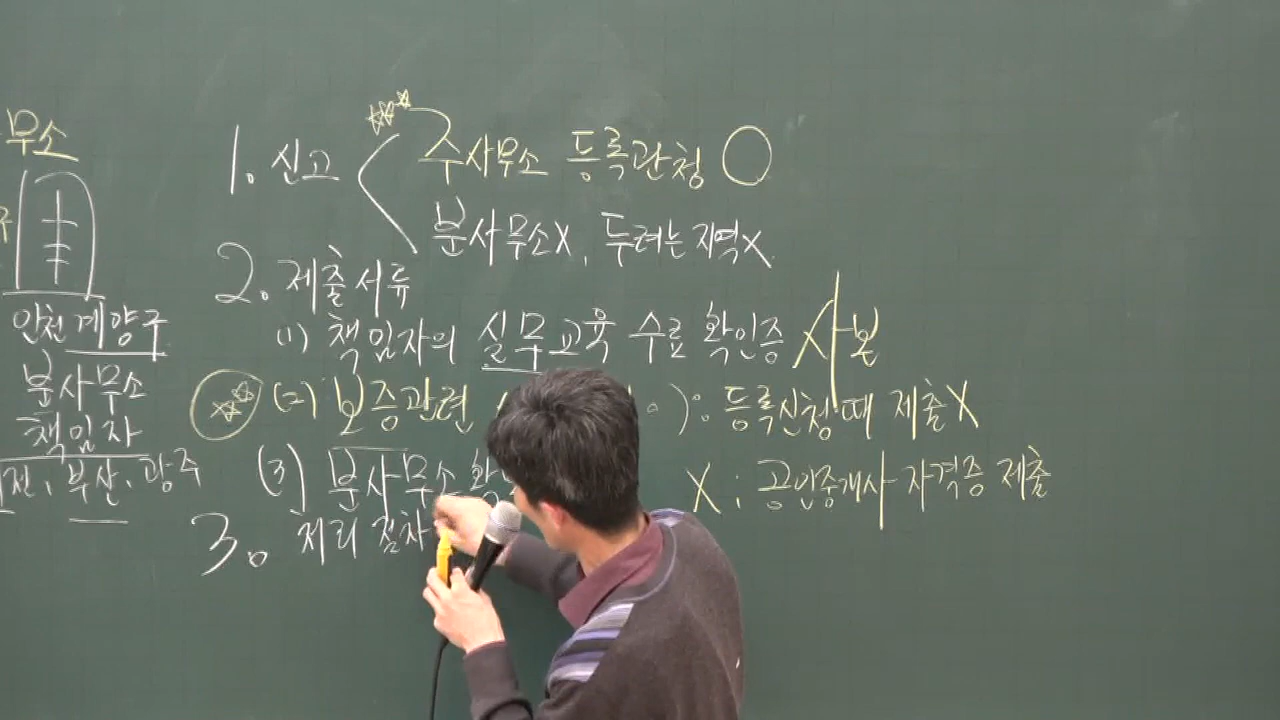 무소
인천 계양구
분사무소
책임자
부산, 광주
1. 신고 주사무소 등록관청 ○
분사무소X, 두려는 지역X
2. 제출서류
(1) 책임자의 실무교육 수료 확인증 사본
(2) 보증관련 ( ): 등록신청때 제출X
(3) 분사무소 확 X : 공인중개사 자격증 제출
3. 처리 절차